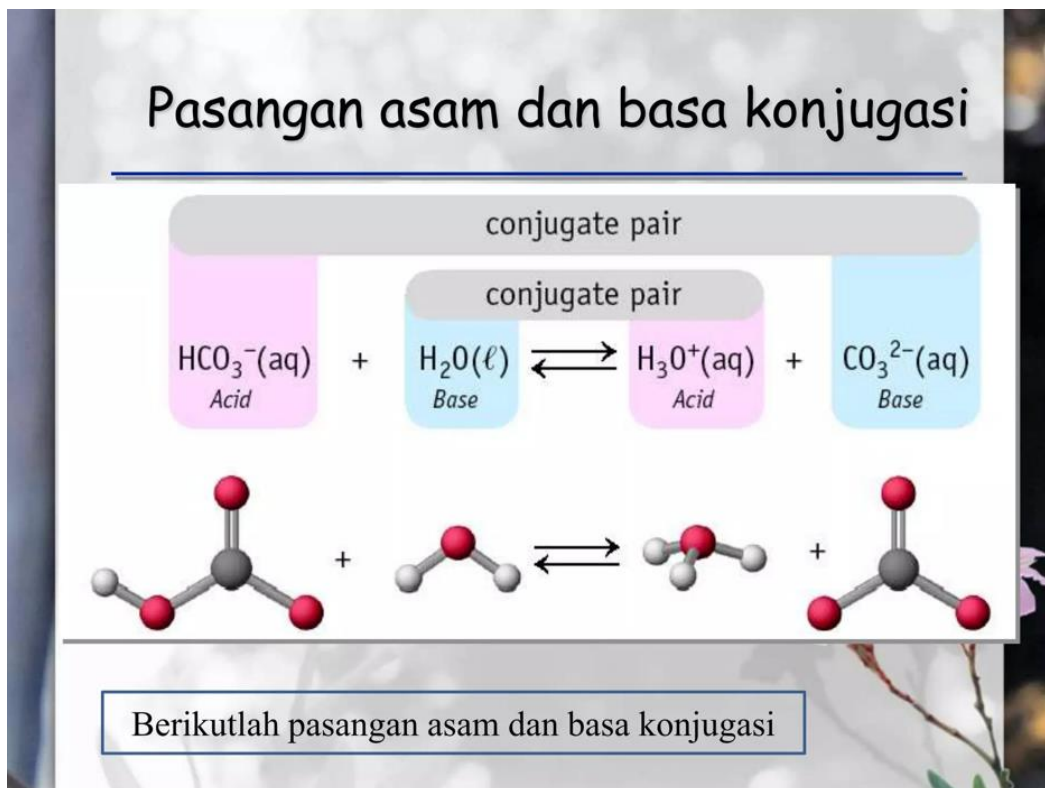 Pasangan asam dan basa konjugasi
conjugate pair
conjugate pair
HCO₃⁻(aq) + H₂O(ℓ) ⇌ H₃O⁺(aq) + CO₃²⁻(aq)
Acid Base Acid Base
+ ⇌ +
Berikutlah pasangan asam dan basa konjugasi